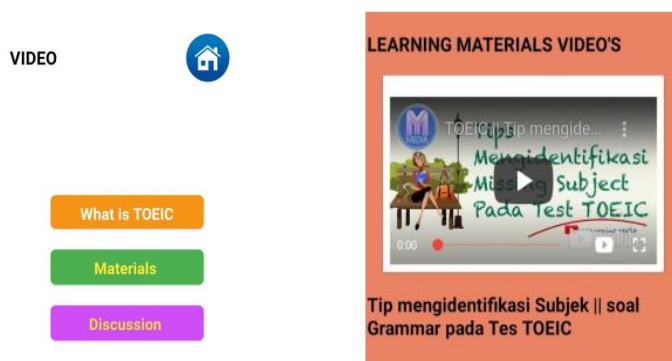 VIDEO
What is TOEIC
Materials
Discussion
LEARNING MATERIALS VIDEO'S
M
MEDIA
TOEIC || Tip mengide...
Tips
Mengidentifikasi
Missing Subject
Pada Test TOEIC
0:00
Tip mengidentifikasi Subjek || soal
Grammar pada Tes TOEIC